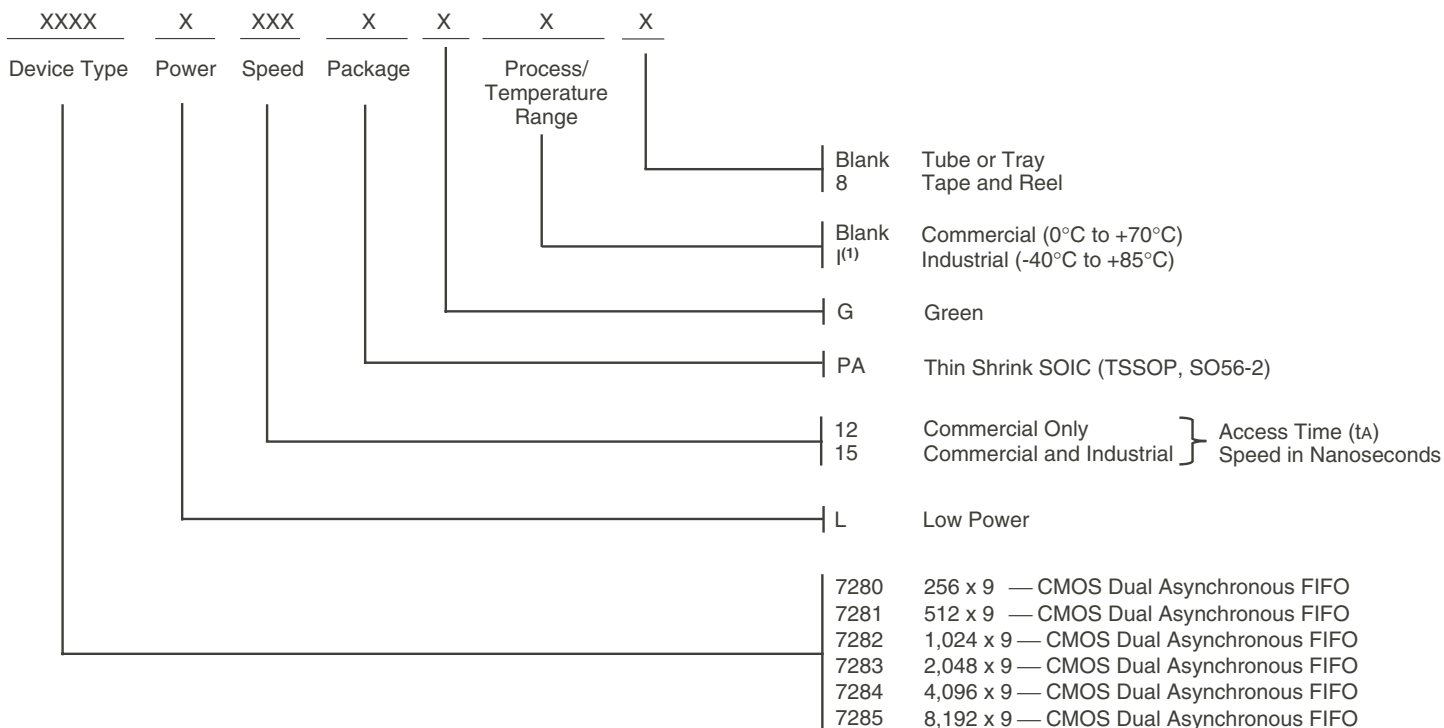 XXXX X XXX X X X X
Device Type Power Speed Package Process/
Temperature
Range
Blank Tube or Tray
8 Tape and Reel
Blank Commercial (0°C to +70°C)
I(1) Industrial (-40°C to +85°C)
G Green
PA Thin Shrink SOIC (TSSOP, SO56-2)
12 Commercial Only Access Time (tA)
15 Commercial and Industrial Speed in Nanoseconds
L Low Power
7280 256 x 9 — CMOS Dual Asynchronous FIFO
7281 512 x 9 — CMOS Dual Asynchronous FIFO
7282 1,024 x 9 — CMOS Dual Asynchronous FIFO
7283 2,048 x 9 — CMOS Dual Asynchronous FIFO
7284 4,096 x 9 — CMOS Dual Asynchronous FIFO
7285 8,192 x 9 — CMOS Dual Asynchronous FIFO